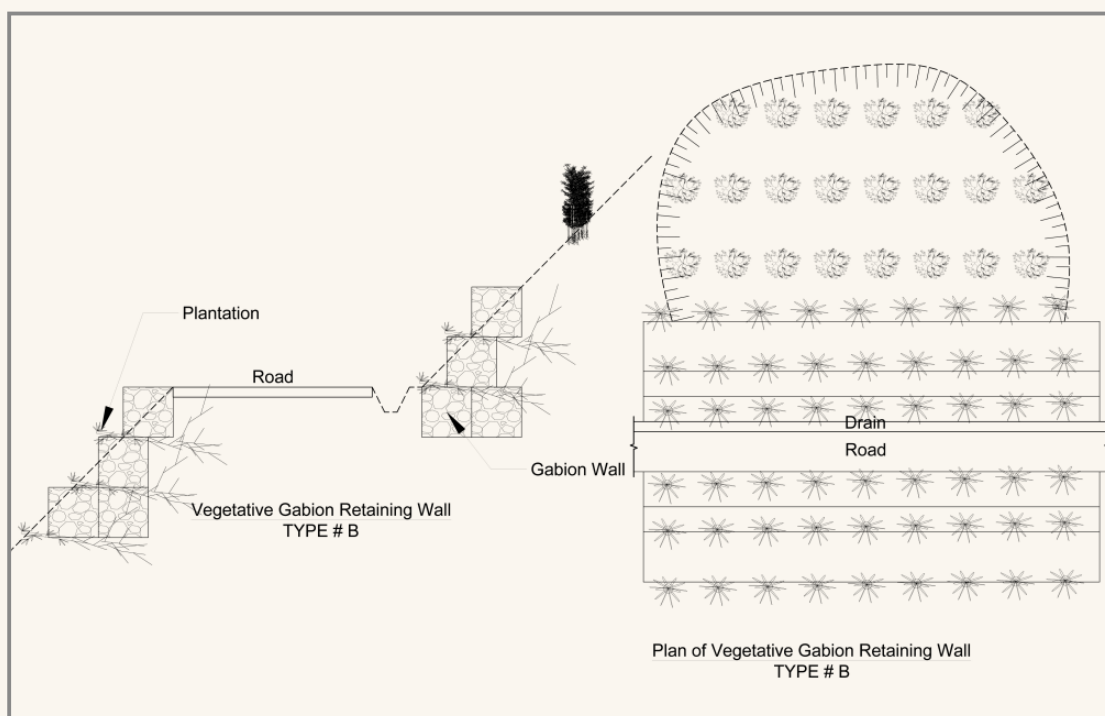 Plantation
Road
Gabion Wall
Vegetative Gabion Retaining Wall
TYPE # B
Drain
Road
Plan of Vegetative Gabion Retaining Wall
TYPE # B